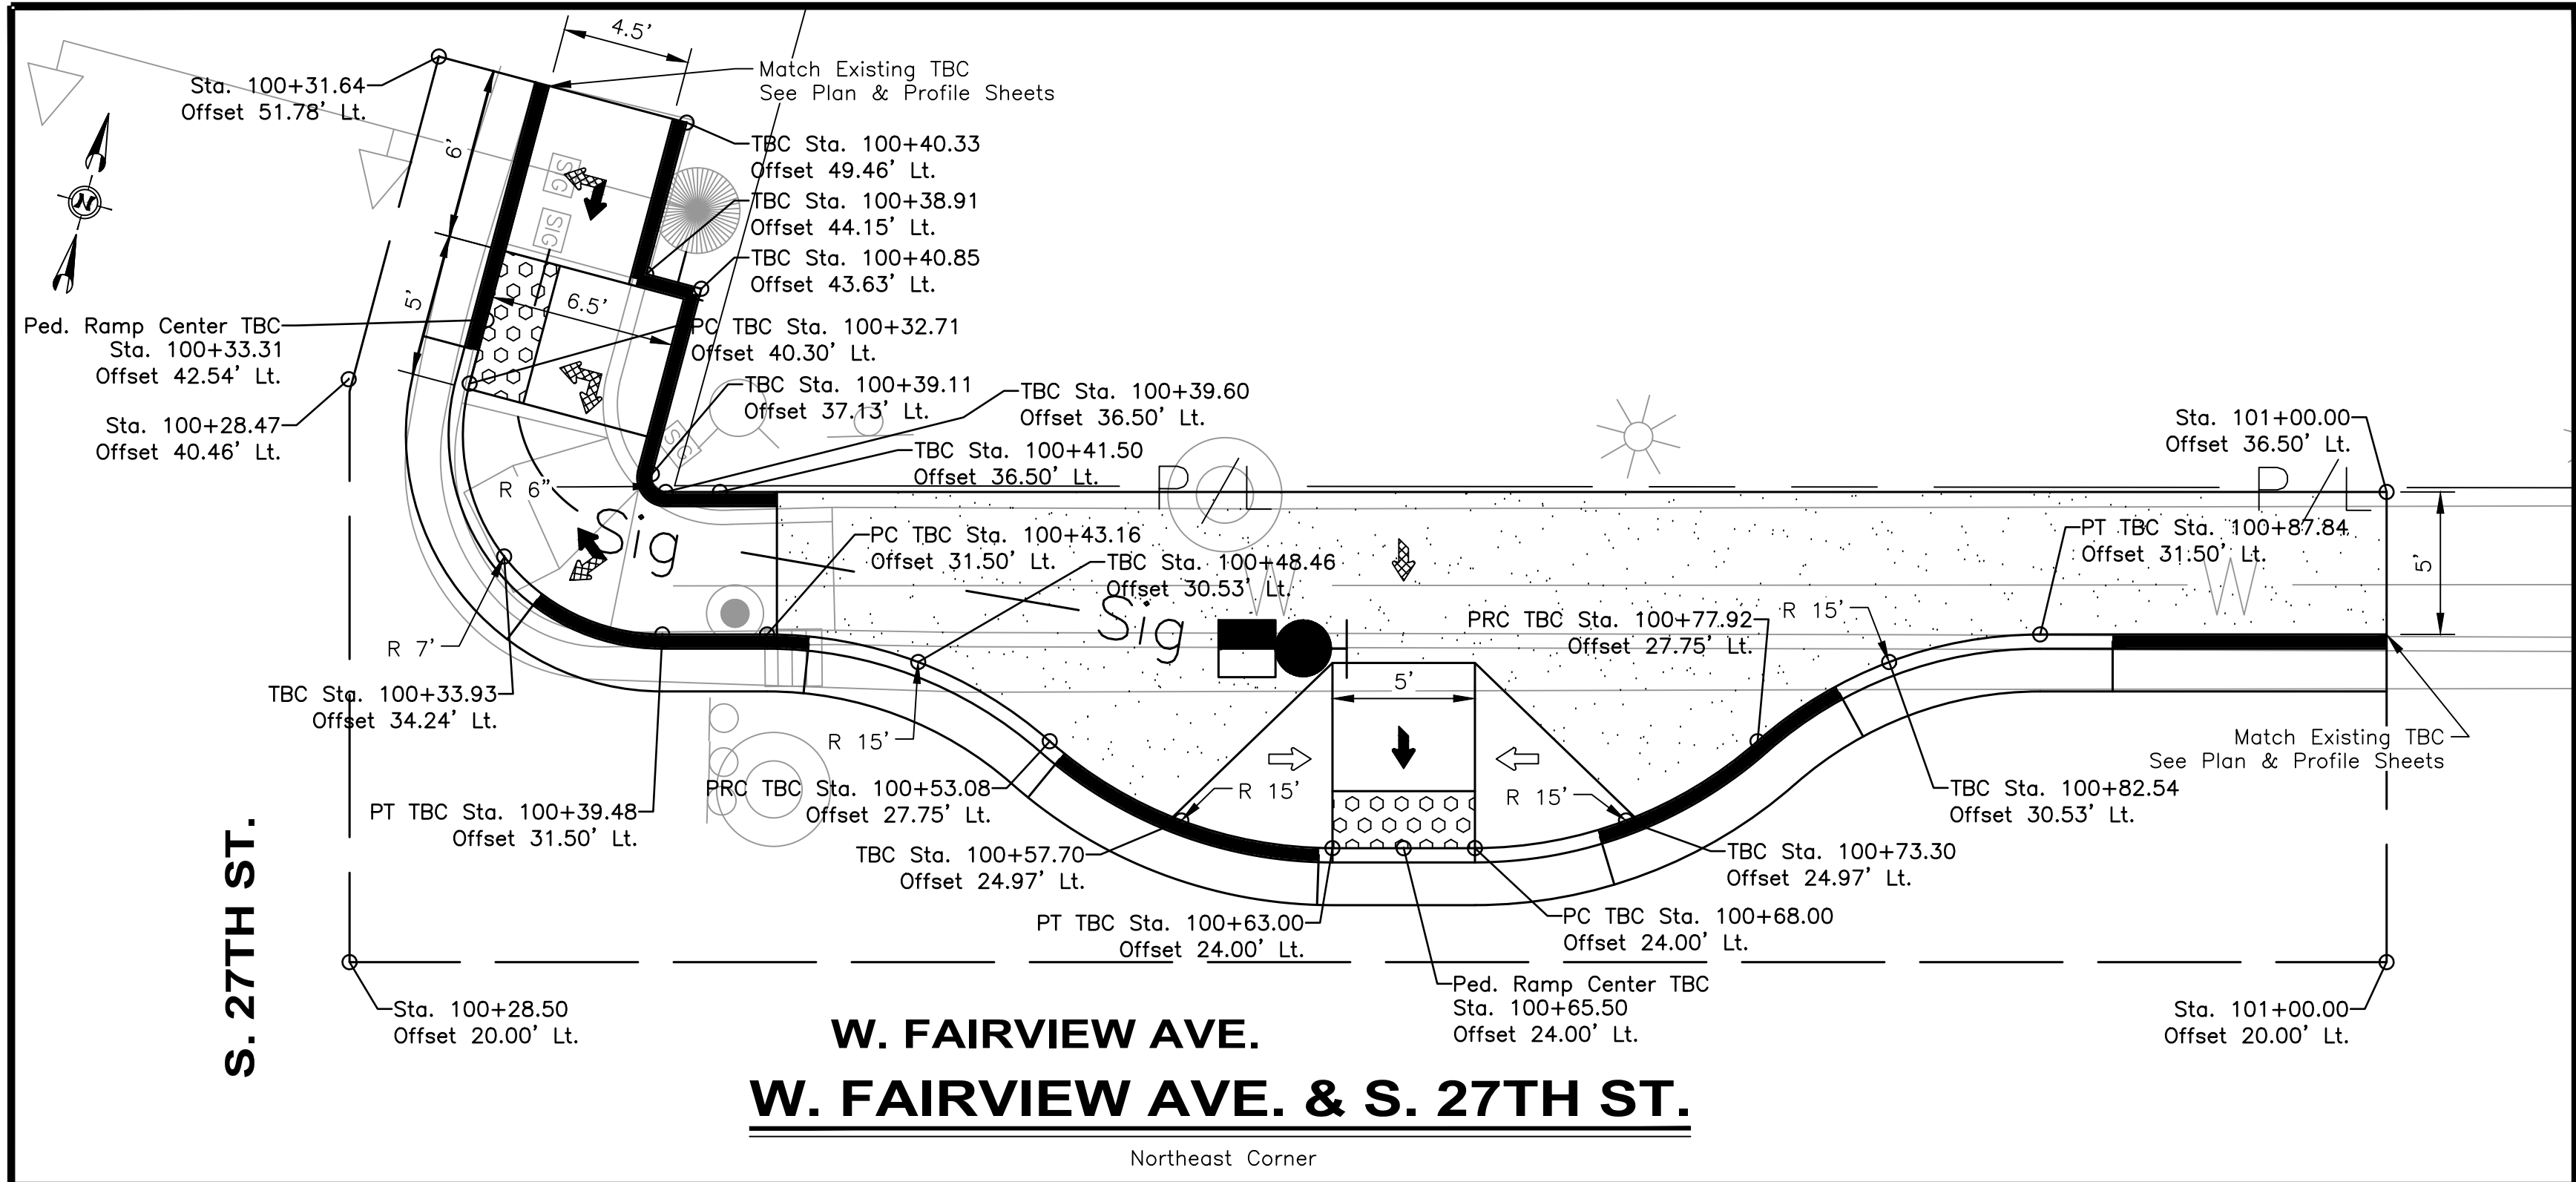 4.5'
Match Existing TBC
See Plan & Profile Sheets
Sta. 100+31.64
Offset 51.78' Lt.
6'
TBC Sta. 100+40.33
Offset 49.46' Lt.
SIG
TBC Sta. 100+38.91
Offset 44.15' Lt.
SIG
N
TBC Sta. 100+40.85
Offset 43.63' Lt.
5'
6.5'
Ped. Ramp Center TBC
Sta. 100+33.31
Offset 42.54' Lt.
PC TBC Sta. 100+32.71
Offset 40.30' Lt.
TBC Sta. 100+39.11
Offset 37.13' Lt.
TBC Sta. 100+39.60
Offset 36.50' Lt.
Sta. 100+28.47
Offset 40.46' Lt.
SIG
TBC Sta. 100+41.50
Offset 36.50' Lt.
Sta. 101+00.00
Offset 36.50' Lt.
R 6"
P L
P L
Sig
PC TBC Sta. 100+43.16
Offset 31.50' Lt.
TBC Sta. 100+48.46
Offset 30.53' Lt.
PT TBC Sta. 100+87.84
Offset 31.50' Lt.
5'
W
W
Sig
PRC TBC Sta. 100+77.92
Offset 27.75' Lt.
R 15'
R 7'
TBC Sta. 100+33.93
Offset 34.24' Lt.
5'
R 15'
Match Existing TBC
See Plan & Profile Sheets
PRC TBC Sta. 100+53.08
Offset 27.75' Lt.
R 15'
R 15'
TBC Sta. 100+82.54
Offset 30.53' Lt.
PT TBC Sta. 100+39.48
Offset 31.50' Lt.
TBC Sta. 100+57.70
Offset 24.97' Lt.
TBC Sta. 100+73.30
Offset 24.97' Lt.
PT TBC Sta. 100+63.00
Offset 24.00' Lt.
PC TBC Sta. 100+68.00
Offset 24.00' Lt.
S. 27TH ST.
Sta. 100+28.50
Offset 20.00' Lt.
Ped. Ramp Center TBC
Sta. 100+65.50
Offset 24.00' Lt.
Sta. 101+00.00
Offset 20.00' Lt.
W. FAIRVIEW AVE.
W. FAIRVIEW AVE. & S. 27TH ST.
Northeast Corner